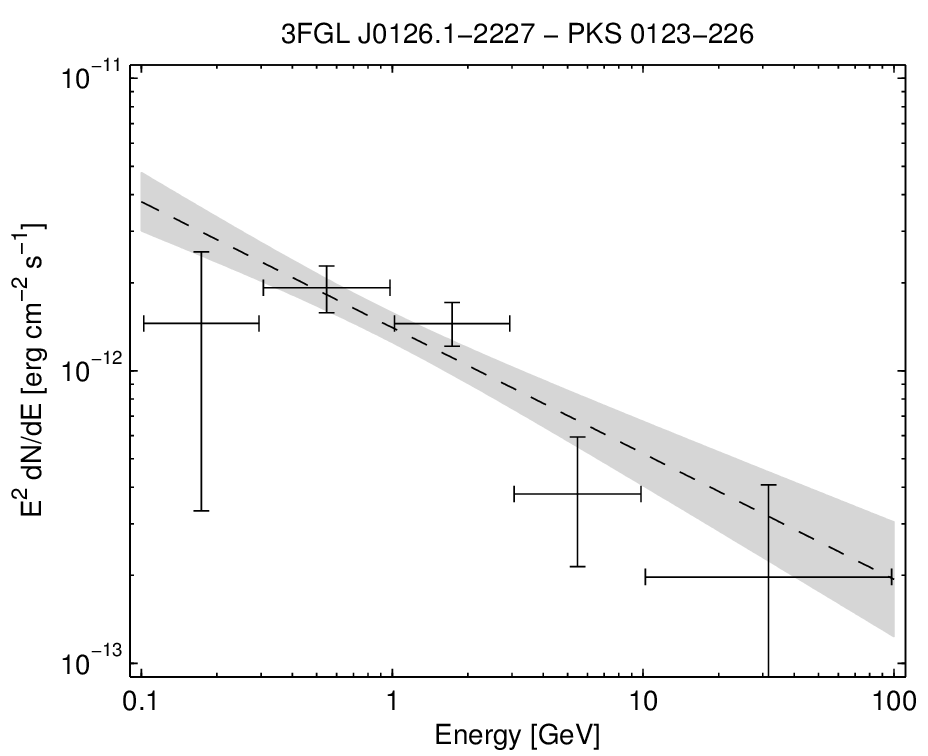 3FGL J0126.1−2227 − PKS 0123−226
10⁻¹¹
10⁻¹²
10⁻¹³
E² dN/dE [erg cm⁻² s⁻¹]
0.1 1 10 100
Energy [GeV]